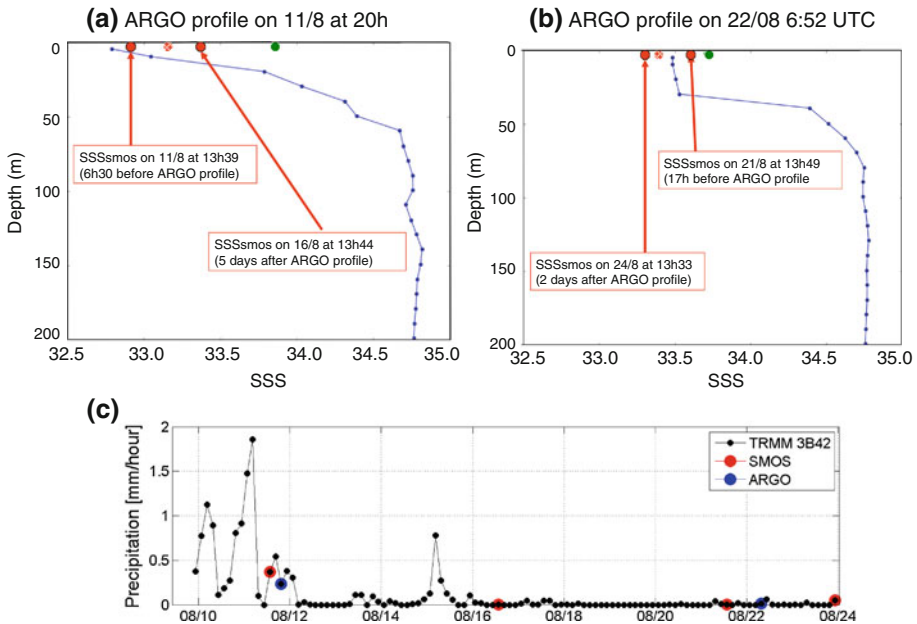 (a) ARGO profile on 11/8 at 20h
0
50
100
150
200
Depth (m)
SSSsmos on 11/8 at 13h39
(6h30 before ARGO profile)
SSSsmos on 16/8 at 13h44
(5 days after ARGO profile)
32.5 33.0 33.5 34.0 34.5 35.0
SSS
(b) ARGO profile on 22/08 6:52 UTC
0
50
100
150
200
Depth (m)
SSSsmos on 21/8 at 13h49
(17h before ARGO profile
SSSsmos on 24/8 at 13h33
(2 days after ARGO profile)
32.5 33.0 33.5 34.0 34.5 35.0
SSS
(c)
Precipitation [mm/hour]
2
1.5
1
0.5
0
TRMM 3B42
SMOS
ARGO
08/10 08/12 08/14 08/16 08/18 08/20 08/22 08/24